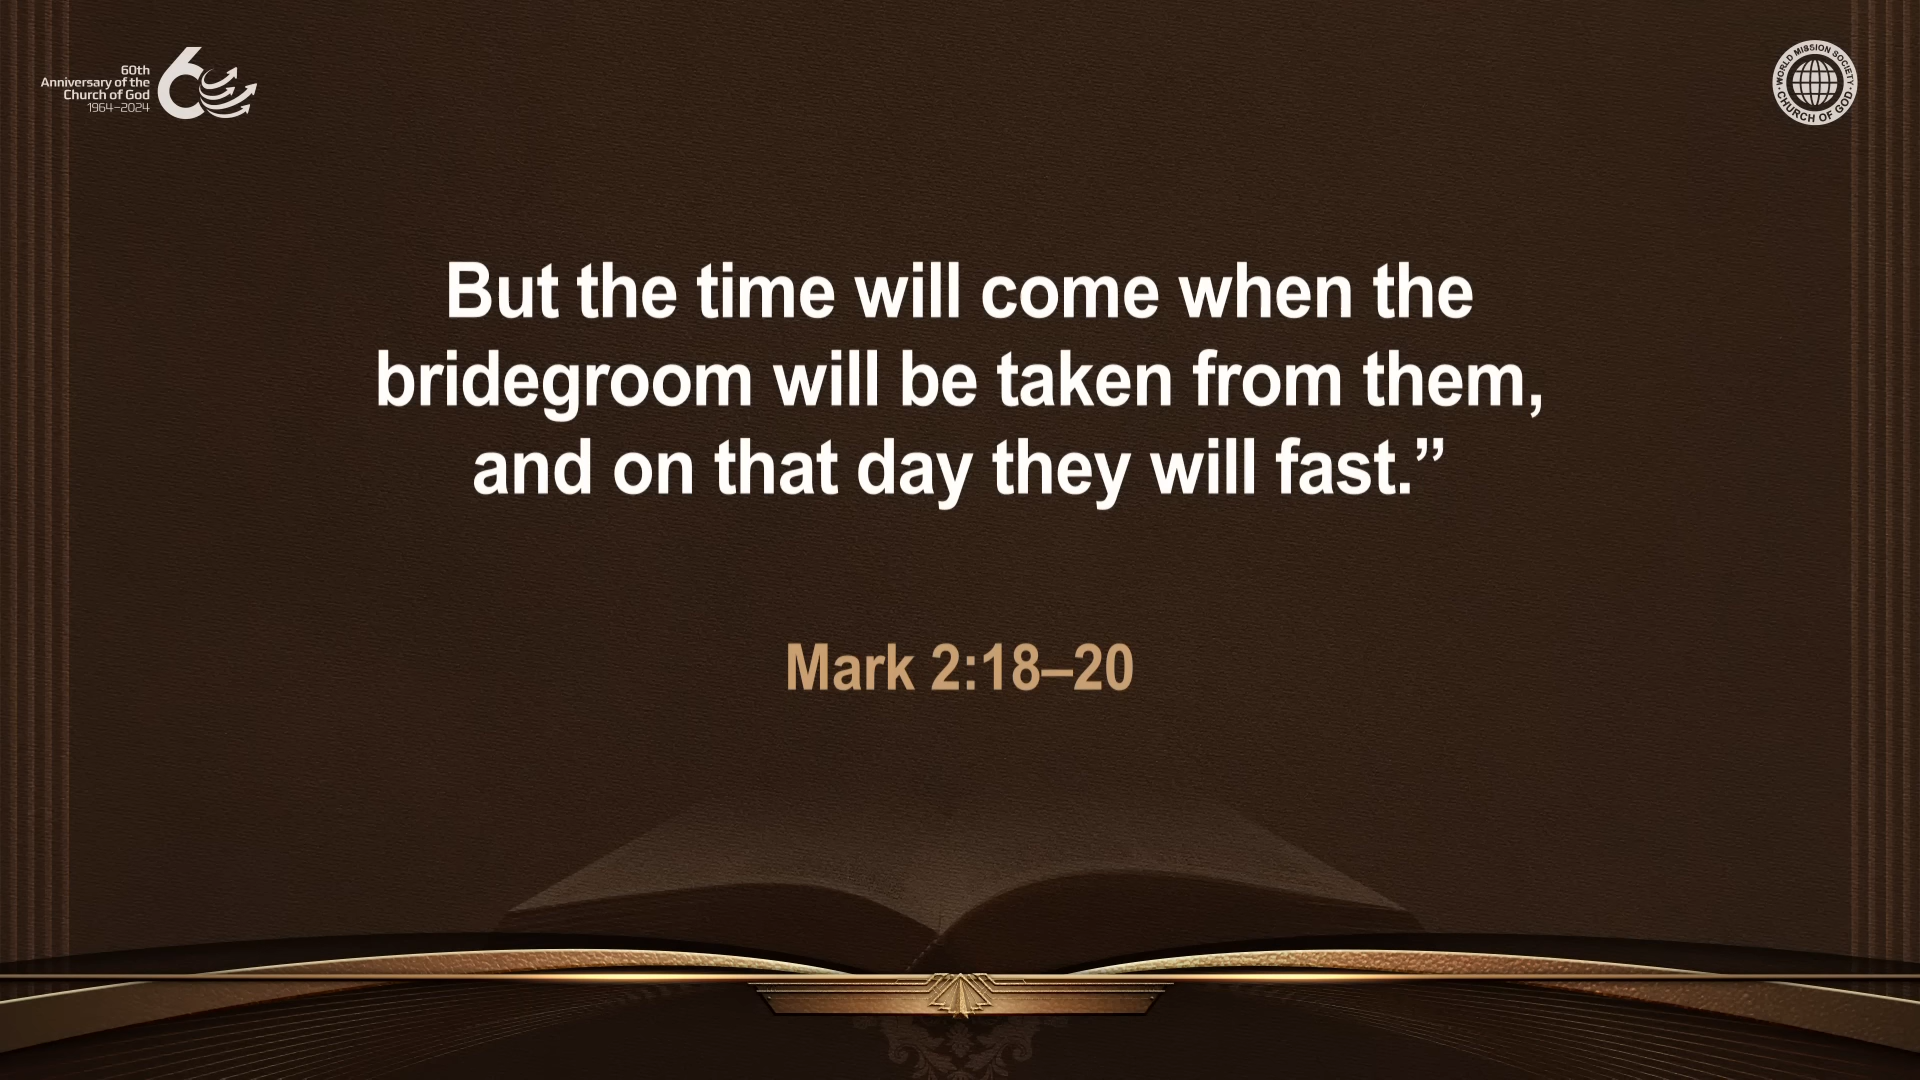 60th
Anniversary of the
Church of God
1964–2024
60
WORLD MISSION SOCIETY
CHURCH OF GOD
But the time will come when the
bridegroom will be taken from them,
and on that day they will fast.”
Mark 2:18–20